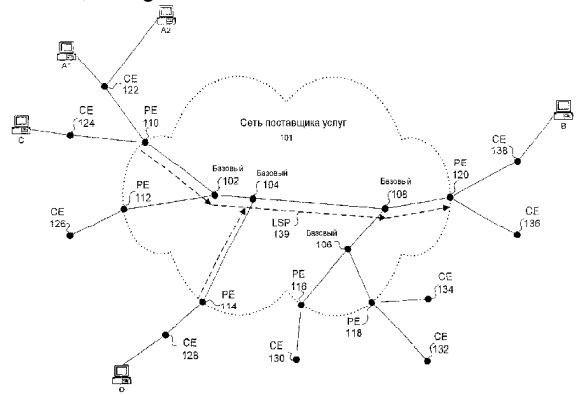 A2
A1
CE
122
CE
124
C
PE
110
Сеть поставщика услуг
101
B
CE
138
PE
120
Базовый
102
Базовый
104
Базовый
108
PE
112
CE
126
LSP
139
Базовый
106
CE
136
PE
114
PE
116
PE
118
CE
134
CE
128
CE
130
CE
132
D